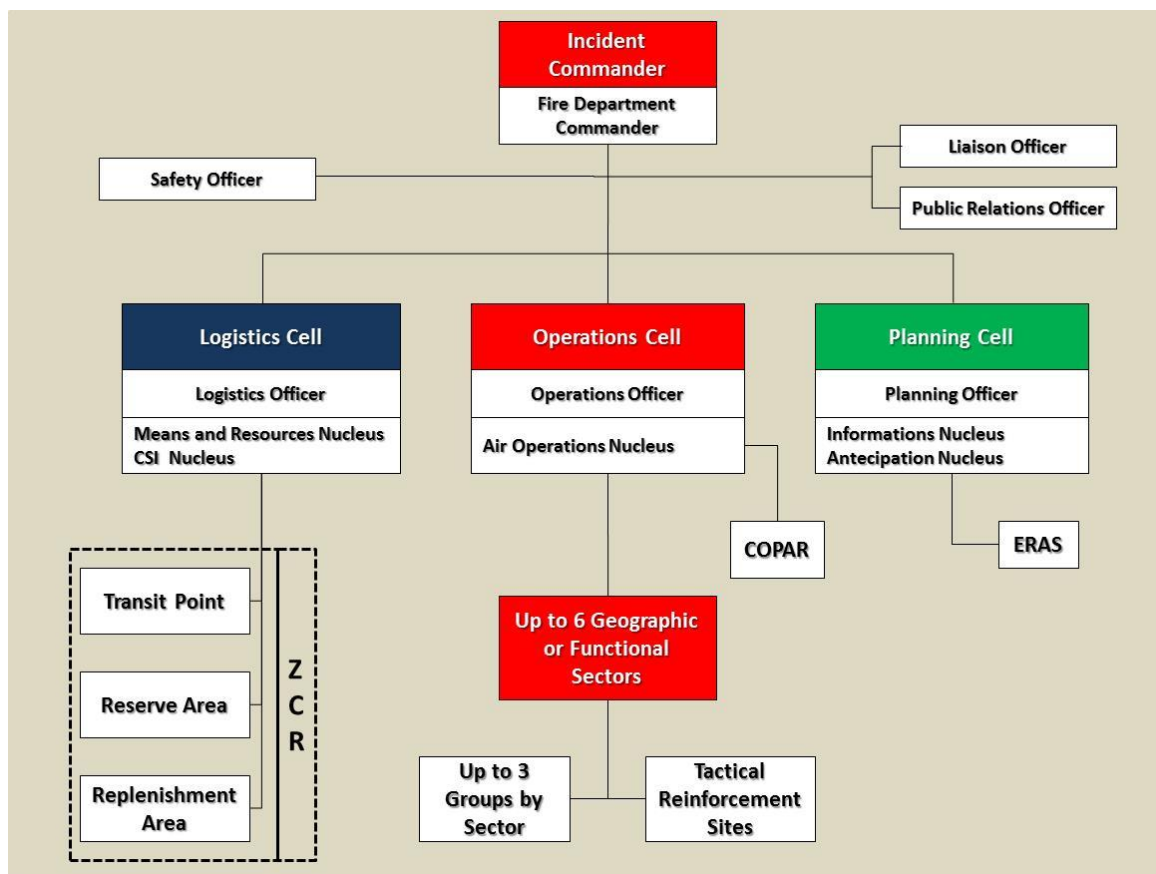 Incident
Commander
Fire Department
Commander
Safety Officer
Liaison Officer
Public Relations Officer
Logistics Cell
Logistics Officer
Means and Resources Nucleus
CSI Nucleus
Operations Cell
Operations Officer
Air Operations Nucleus
Planning Cell
Planning Officer
Informations Nucleus
Antecipation Nucleus
COPAR
ERAS
Transit Point
Reserve Area
Replenishment
Area
Z
C
R
Up to 6 Geographic
or Functional
Sectors
Up to 3
Groups by
Sector
Tactical
Reinforcement
Sites